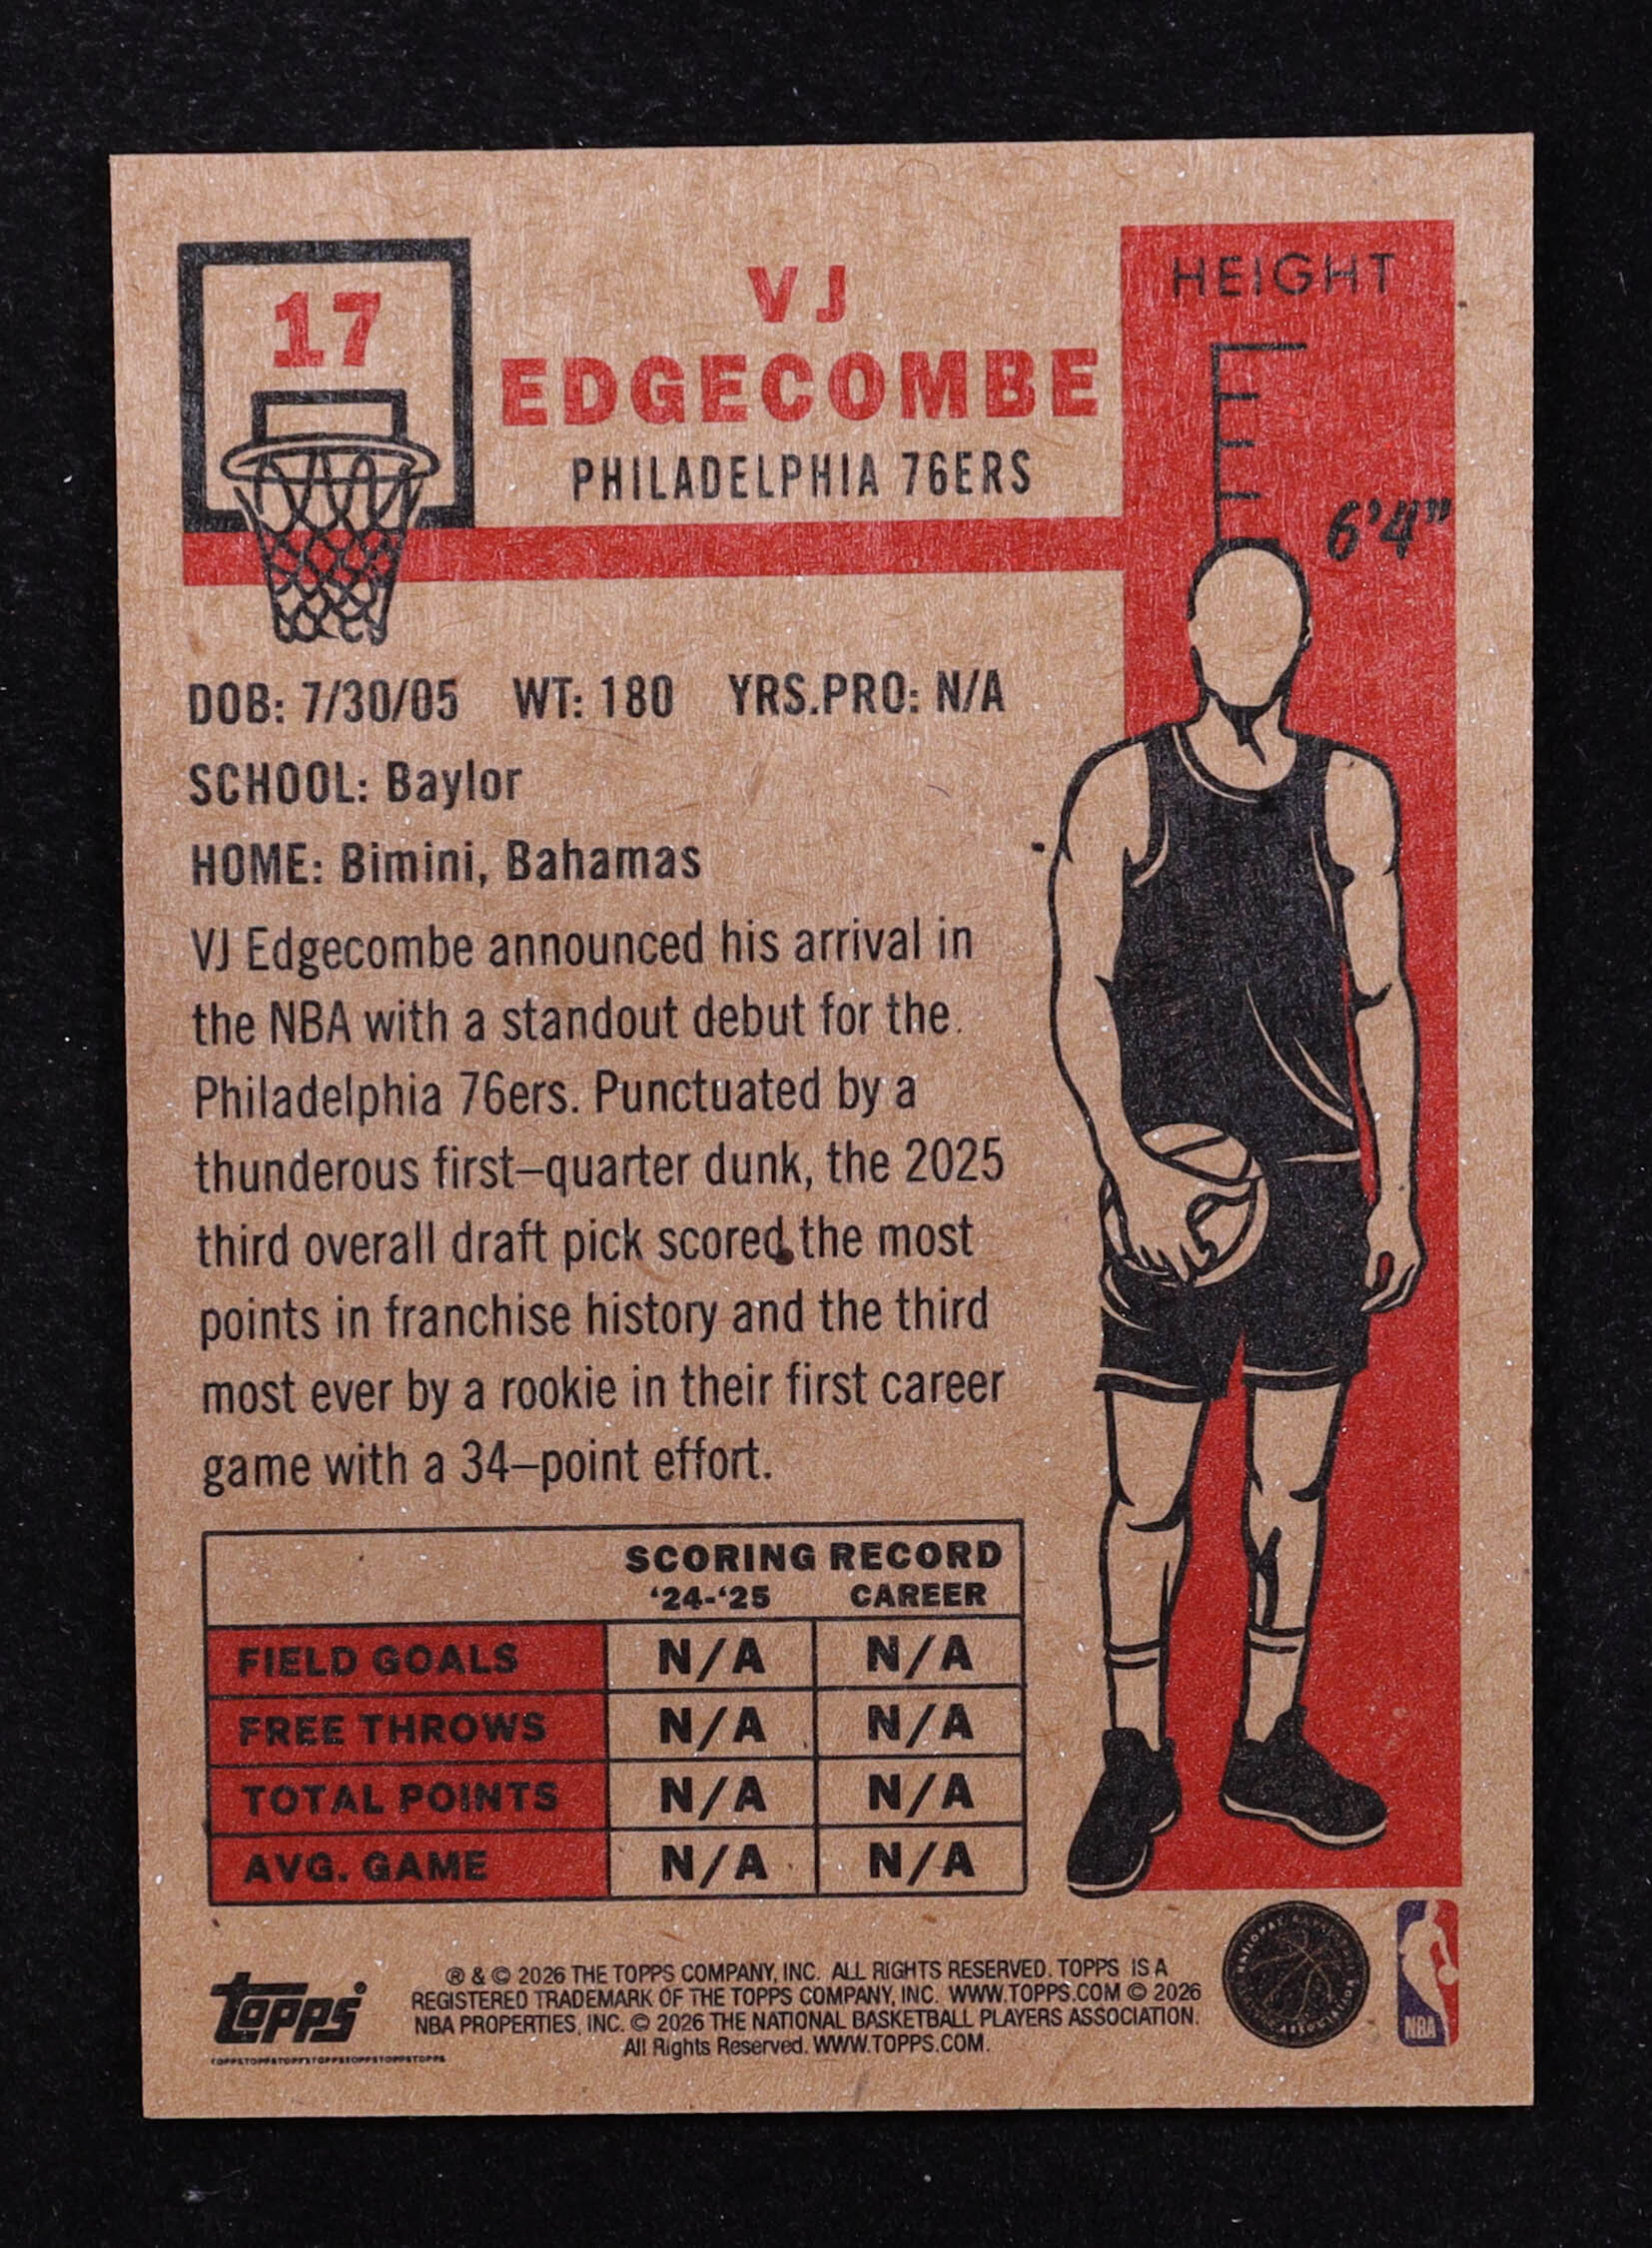 17
VJ
EDGECOMBE
PHILADELPHIA 76ERS
HEIGHT
6'4"
DOB: 7/30/05 WT: 180 YRS.PRO: N/A
SCHOOL: Baylor
HOME: Bimini, Bahamas
VJ Edgecombe announced his arrival in
the NBA with a standout debut for the
Philadelphia 76ers. Punctuated by a
thunderous first–quarter dunk, the 2025
third overall draft pick scored the most
points in franchise history and the third
most ever by a rookie in their first career
game with a 34–point effort.
SCORING RECORD
‘24-‘25 CAREER
FIELD GOALS N/A N/A
FREE THROWS N/A N/A
TOTAL POINTS N/A N/A
AVG. GAME N/A N/A
topps
TOPPSTOPPSTOPPSTOPPSTOPPSTOPPSTOPPS
® & © 2026 THE TOPPS COMPANY, INC. ALL RIGHTS RESERVED. TOPPS IS A
REGISTERED TRADEMARK OF THE TOPPS COMPANY, INC. WWW.TOPPS.COM © 2026
NBA PROPERTIES, INC. © 2026 THE NATIONAL BASKETBALL PLAYERS ASSOCIATION.
All Rights Reserved. WWW.TOPPS.COM.
NATIONAL BASKETBALL
ASSOCIATION
NBA